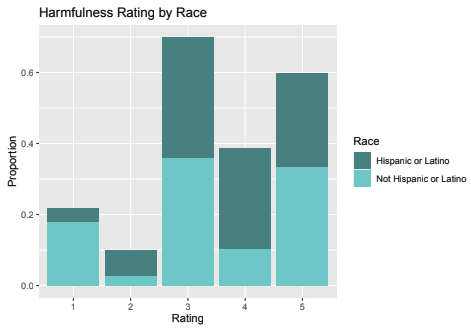 Harmfulness Rating by Race
0.6
0.4
0.2
0.0
Proportion
1 2 3 4 5
Rating
Race
Hispanic or Latino
Not Hispanic or Latino